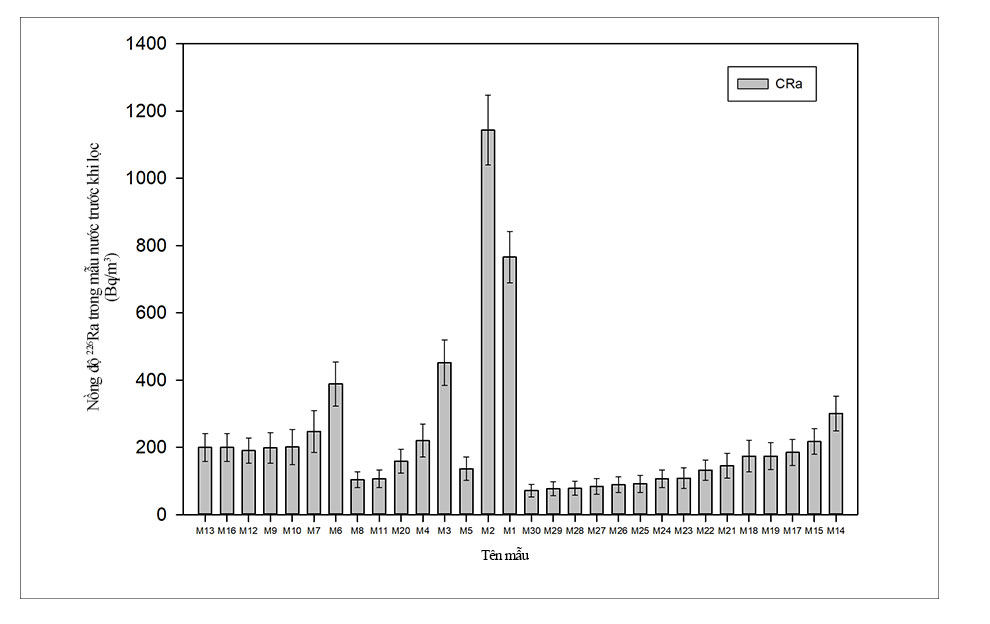 1400
1200
1000
800
600
400
200
0
CRa
Nồng độ ²²⁶Ra trong mẫu nước trước khi lọc
(Bq/m³)
M13 M16 M12 M9 M10 M7 M6 M8 M11 M20 M4 M3 M5 M2 M1 M30 M29 M28 M27 M26 M25 M24 M23 M22 M21 M18 M19 M17 M15 M14
Tên mẫu